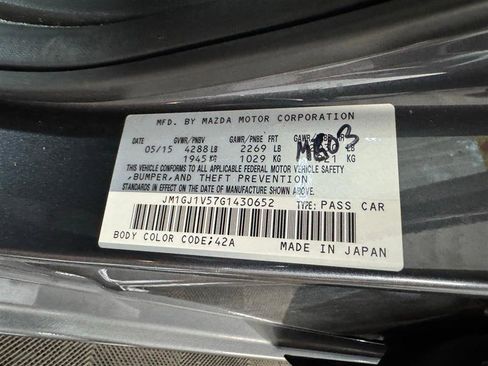 MFD. BY MAZDA MOTOR CORPORATION
DATE GVWR/PNBV GAWR/PNBE FRT GAWR/ RR
05/15 4288 LB 2269 LB LB
1945 KG 1029 KG KG
THIS VEHICLE CONFORMS TO ALL APPLICABLE FEDERAL MOTOR VEHICLE SAFETY
,BUMPER,AND THEFT PREVENTION
STANDARDS IN EFFECT ON THE DATE OF MANUFACTURE SHOWN ABOVE.
JM1GJ1V57G1430652 TYPE: PASS CAR
BODY COLOR CODE;42A MADE IN JAPAN